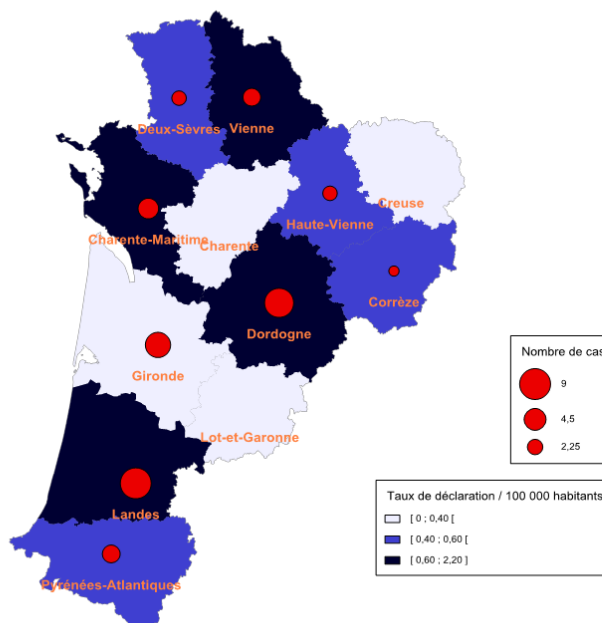 Deux-Sèvres
Vienne
Creuse
Haute-Vienne
Charente-Maritime
Charente
Corrèze
Dordogne
Gironde
Lot-et-Garonne
Landes
Pyrénées-Atlantiques
Nombre de cas
9
4,5
2,25
Taux de déclaration / 100 000 habitants
[ 0 ; 0,40 [
[ 0,40 ; 0,60 [
[ 0,60 ; 2,20 ]